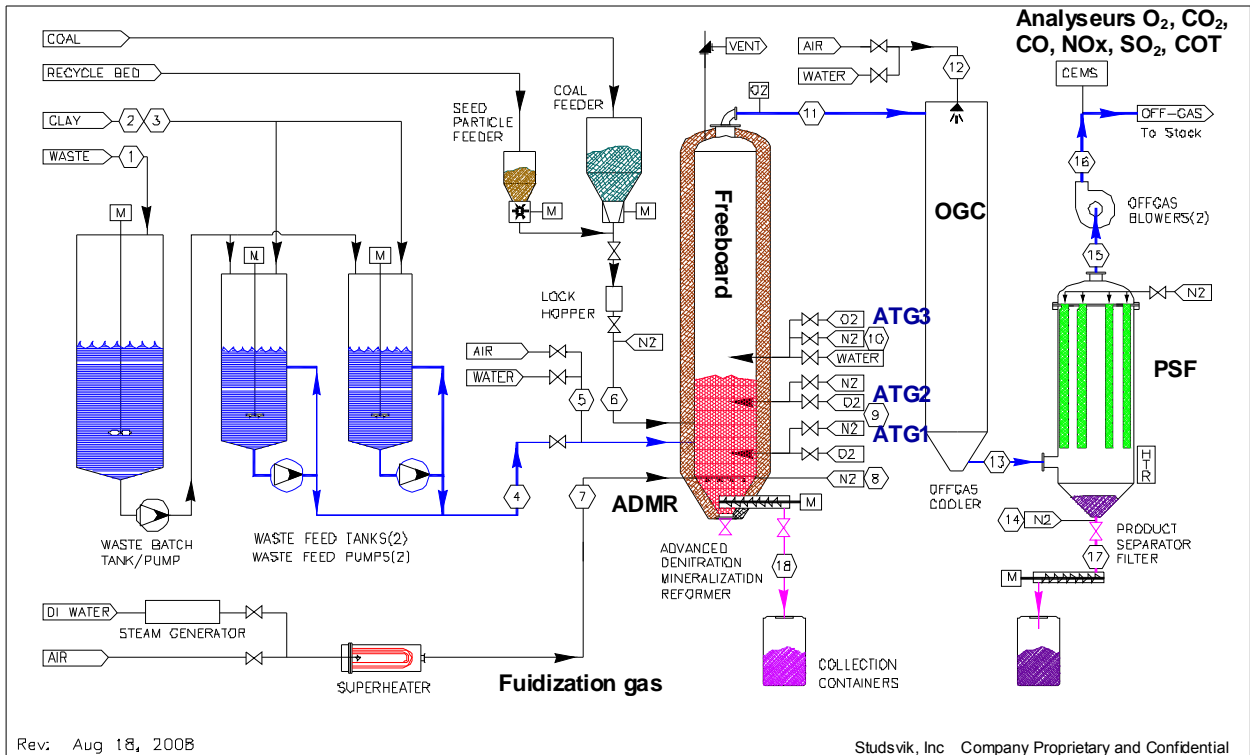 Analyseurs O2, CO2,
CO, NOx, SO2, COT
COAL
RECYCLE BED
CLAY 2 3
WASTE 1
M
M
M
SEED
PARTICLE
FEEDER
M
COAL
FEEDER
M
LOCK
HOPPER
N2
AIR
WATER
5
6
VENT
AIR
WATER
12
O2
11
Freeboard
OGC
CEMS
OFF-GAS
To Stack
16
OFFGAS
BLOWERS(2)
15
N2
PSF
O2 ATG3
N2 10
WATER
N2 ATG2
O2
9
N2 ATG1
O2
N2 8
ADMR
M
4
7
13
OFFGAS
COOLER
HTR
14 N2
17
PRODUCT
SEPARATOR
FILTER
M
WASTE BATCH
TANK/PUMP
WASTE FEED TANKS(2)
WASTE FEED PUMPS(2)
ADVANCED
DENITRATION
MINERALIZATION
REFORMER
18
COLLECTION
CONTAINERS
DI WATER
STEAM GENERATOR
AIR
SUPERHEATER
Fuidization gas
Rev: Aug 18, 2008
Studsvik, Inc Company Proprietary and Confidential